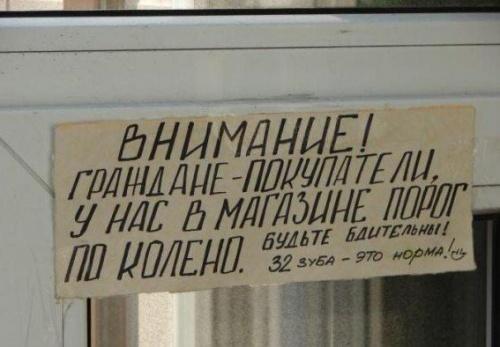 ВНИМАНИЕ!
ГРАЖДАНЕ-ПОКУПАТЕЛИ,
У НАС В МАГАЗИНЕ ПОРОГ
ПО КОЛЕНО. БУДЬТЕ БДИТЕЛЬНЫ!
32 ЗУБА - ЭТО НОРМА!